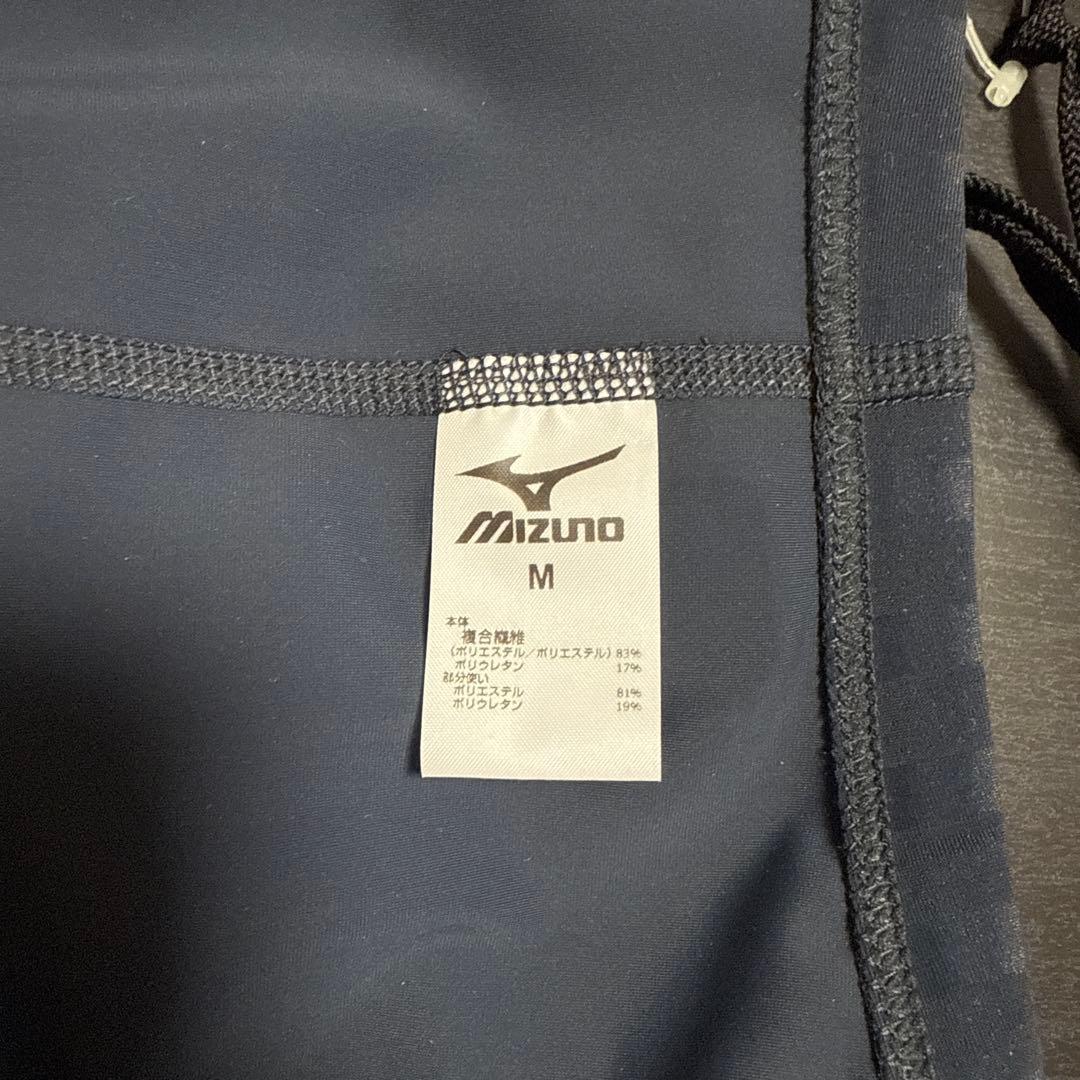 MIZUNO
M
本体
複合繊維
(ポリエステル/ポリエステル) 83%
ポリウレタン 17%
部分使い
ポリエステル 81%
ポリウレタン 19%